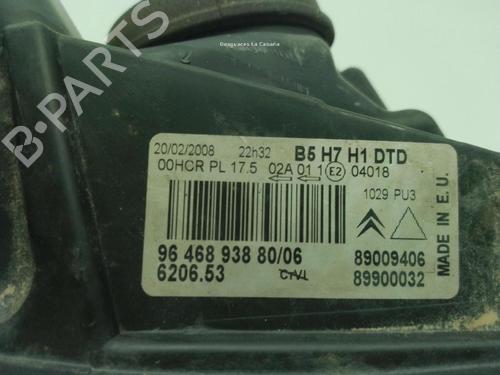 Desguaces La Cabaña
B-PARTS
20/02/2008 22h32 B5 H7 H1 DTD
00HCR PL 17.5 02A 01 1 E2 04018
1029 PU3
MADE IN E.U.
96 468 938 80/06 89009406
6206.53 CTVL 89900032